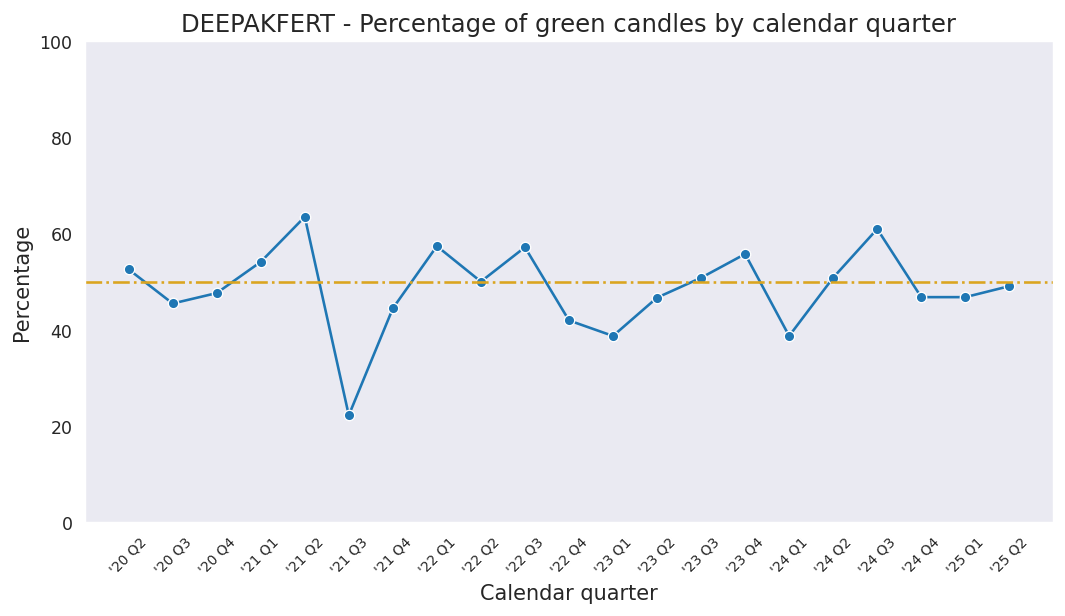 DEEPAKFERT - Percentage of green candles by calendar quarter
100
80
60
40
20
0
Percentage
'20 Q2
'20 Q3
'20 Q4
'21 Q1
'21 Q2
'21 Q3
'21 Q4
'22 Q1
'22 Q2
'22 Q3
'22 Q4
'23 Q1
'23 Q2
'23 Q3
'23 Q4
'24 Q1
'24 Q2
'24 Q3
'24 Q4
'25 Q1
'25 Q2
Calendar quarter